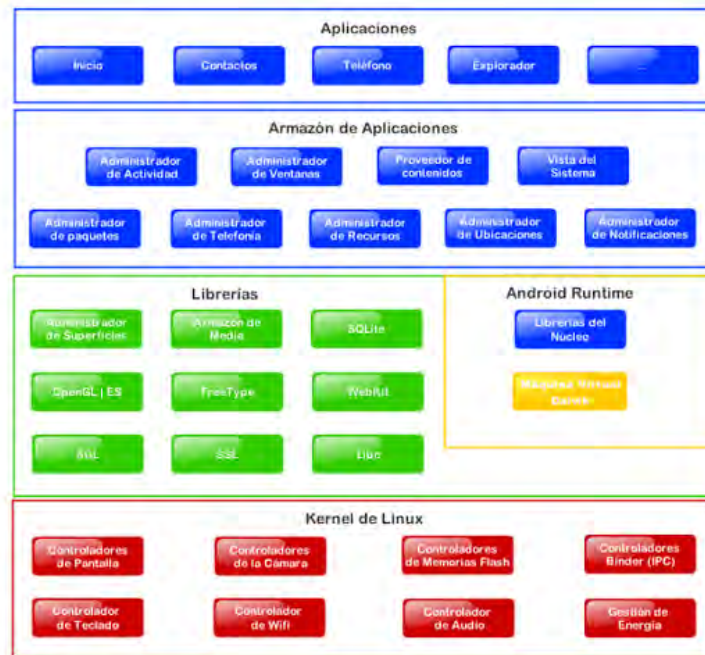 Aplicaciones
Inicio
Contactos
Teléfono
Explorador
...
Armazón de Aplicaciones
Administrador
de Actividad
Administrador
de Ventanas
Proveedor de
contenidos
Vista del
Sistema
Administrador
de paquetes
Administrador
de Telefonía
Administrador
de Recursos
Administrador
de Ubicaciones
Administrador
de Notificaciones
Librerías
Administrador
de Superficies
Armazón de
Media
SQLite
OpenGL | ES
FreeType
WebKit
SGL
SSL
Libc
Android Runtime
Librerías del
Núcleo
Máquina Virtual
Dalvik
Kernel de Linux
Controladores
de Pantalla
Controladores
de la Cámara
Controladores
de Memorias Flash
Controladores
Binder (IPC)
Controlador
de Teclado
Controlador
de Wifi
Controlador
de Audio
Gestión de
Energía